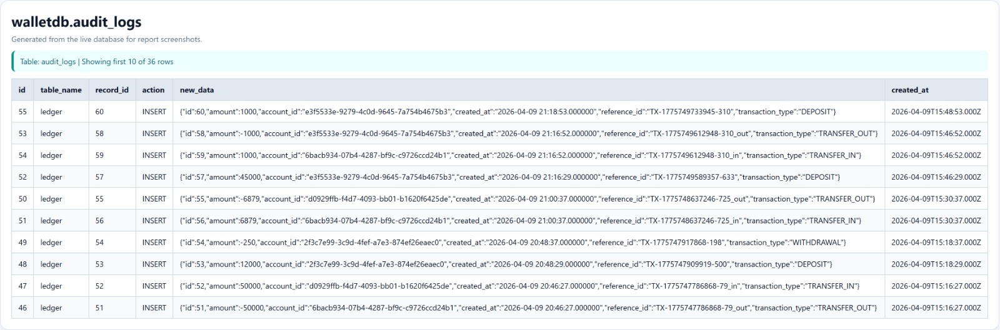 walletdb.audit_logs
Generated from the live database for report screenshots.
Table: audit_logs | Showing first 10 of 36 rows
id table_name record_id action new_data created_at
55 ledger 60 INSERT {"id":60,"amount":1000,"account_id":"e3f5533e-9279-4c0d-9645-7a754b4675b3","created_at":"2026-04-09 21:18:53.000000","reference_id":"TX-1775749733945-310","transaction_type":"DEPOSIT"} 2026-04-09T15:48:53.000Z
53 ledger 58 INSERT {"id":58,"amount":-1000,"account_id":"e3f5533e-9279-4c0d-9645-7a754b4675b3","created_at":"2026-04-09 21:16:52.000000","reference_id":"TX-1775749612948-310_out","transaction_type":"TRANSFER_OUT"} 2026-04-09T15:46:52.000Z
54 ledger 59 INSERT {"id":59,"amount":1000,"account_id":"6bacb934-07b4-4287-bf9c-c9726ccd24b1","created_at":"2026-04-09 21:16:52.000000","reference_id":"TX-1775749612948-310_in","transaction_type":"TRANSFER_IN"} 2026-04-09T15:46:52.000Z
52 ledger 57 INSERT {"id":57,"amount":45000,"account_id":"e3f5533e-9279-4c0d-9645-7a754b4675b3","created_at":"2026-04-09 21:16:29.000000","reference_id":"TX-1775749589357-633","transaction_type":"DEPOSIT"} 2026-04-09T15:46:29.000Z
50 ledger 55 INSERT {"id":55,"amount":-6879,"account_id":"d0929ffb-f4d7-4093-bb01-b1620f6425de","created_at":"2026-04-09 21:00:37.000000","reference_id":"TX-1775748637246-725_out","transaction_type":"TRANSFER_OUT"} 2026-04-09T15:30:37.000Z
51 ledger 56 INSERT {"id":56,"amount":6879,"account_id":"6bacb934-07b4-4287-bf9c-c9726ccd24b1","created_at":"2026-04-09 21:00:37.000000","reference_id":"TX-1775748637246-725_in","transaction_type":"TRANSFER_IN"} 2026-04-09T15:30:37.000Z
49 ledger 54 INSERT {"id":54,"amount":-250,"account_id":"2f3c7e99-3c9d-4fef-a7e3-874ef26eaec0","created_at":"2026-04-09 20:48:37.000000","reference_id":"TX-1775747917868-198","transaction_type":"WITHDRAWAL"} 2026-04-09T15:18:37.000Z
48 ledger 53 INSERT {"id":53,"amount":12000,"account_id":"2f3c7e99-3c9d-4fef-a7e3-874ef26eaec0","created_at":"2026-04-09 20:48:29.000000","reference_id":"TX-1775747909919-500","transaction_type":"DEPOSIT"} 2026-04-09T15:18:29.000Z
47 ledger 52 INSERT {"id":52,"amount":50000,"account_id":"d0929ffb-f4d7-4093-bb01-b1620f6425de","created_at":"2026-04-09 20:46:27.000000","reference_id":"TX-1775747786868-79_in","transaction_type":"TRANSFER_IN"} 2026-04-09T15:16:27.000Z
46 ledger 51 INSERT {"id":51,"amount":-50000,"account_id":"6bacb934-07b4-4287-bf9c-c9726ccd24b1","created_at":"2026-04-09 20:46:27.000000","reference_id":"TX-1775747786868-79_out","transaction_type":"TRANSFER_OUT"} 2026-04-09T15:16:27.000Z